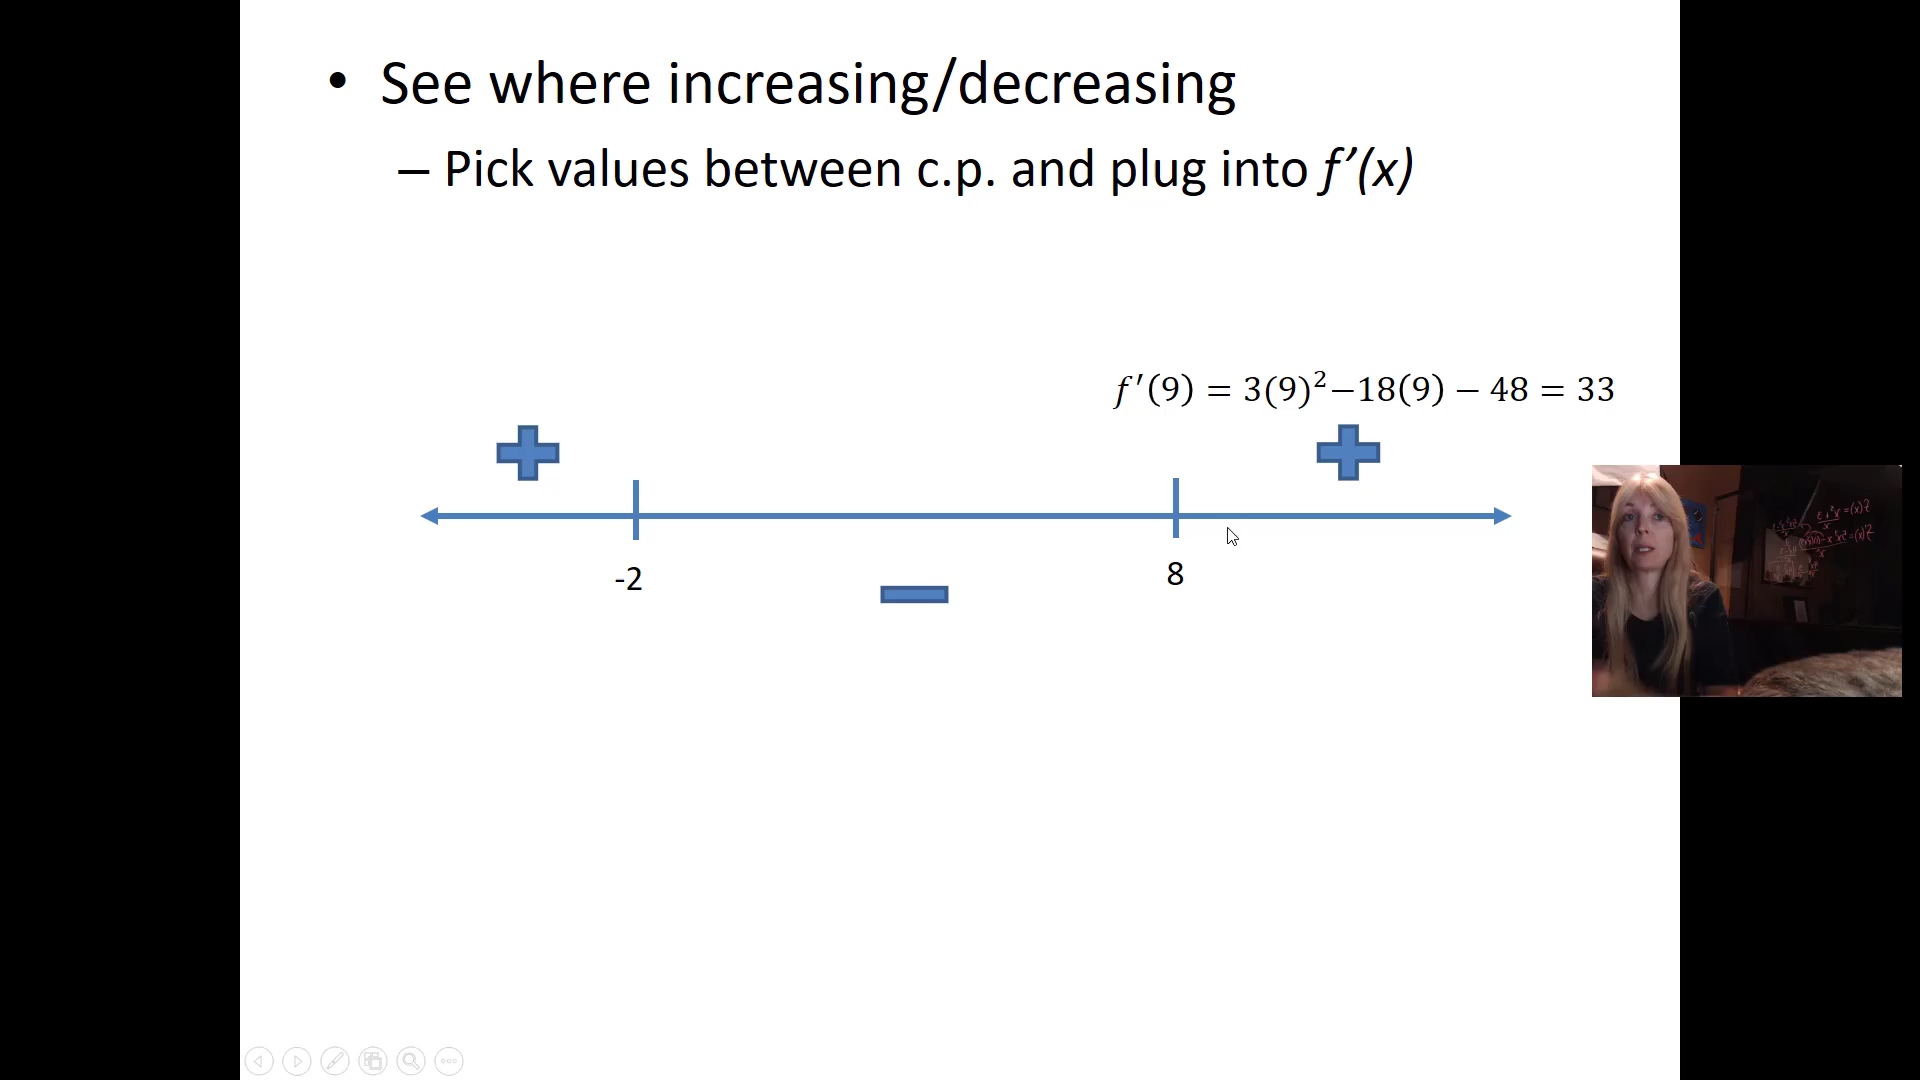 • See where increasing/decreasing
– Pick values between c.p. and plug into f’(x)
f′(9) = 3(9)²−18(9) − 48 = 33
-2
8